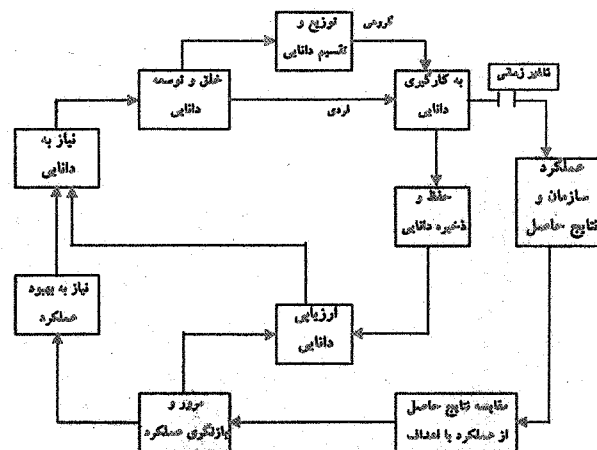 توزیع و
تقسیم دانایی
گروهی
خلق و توسعه
دانایی
فردی
به کارگیری
دانایی
تاخیر زمانی
نیاز به
دانایی
حفظ و
ذخیره دانایی
عملکرد
سازمان و
نتایج حاصل
نیاز به بهبود
عملکرد
ارزیابی
دانایی
مرور و
بازنگری عملکرد
مقایسه نتایج حاصل
از عملکرد با اهداف